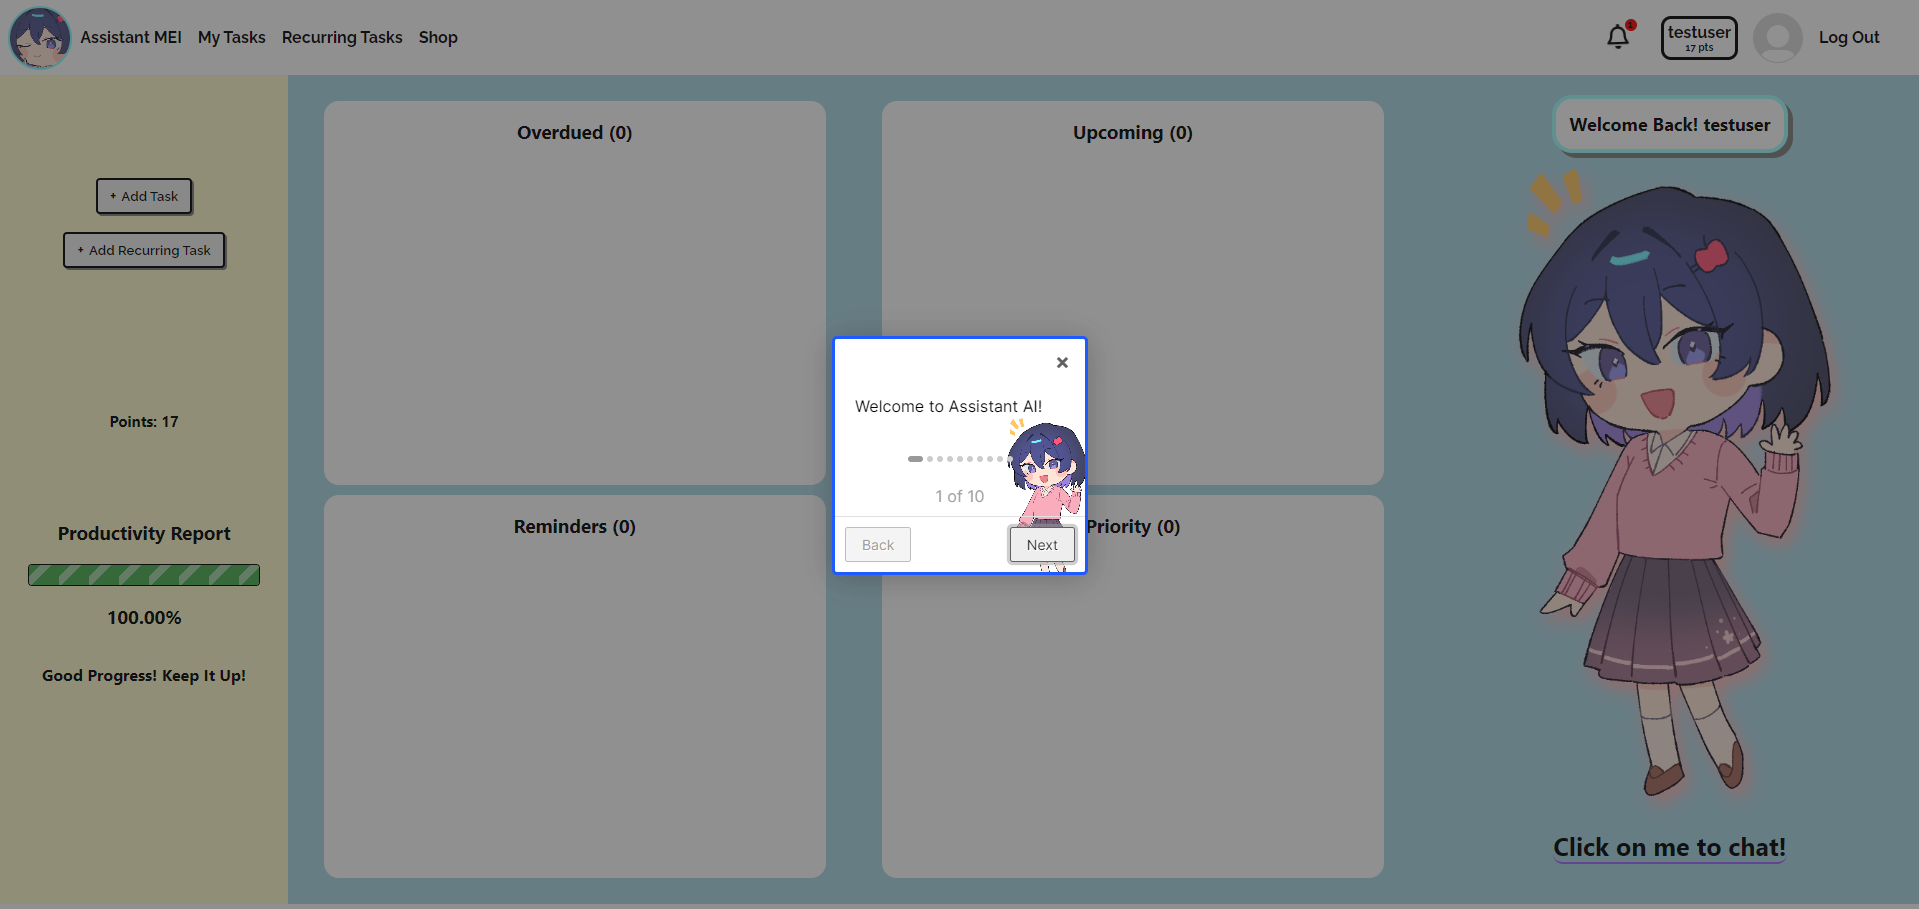 Assistant MEI
My Tasks
Recurring Tasks
Shop
1
testuser
17 pts
Log Out
+ Add Task
+ Add Recurring Task
Points: 17
Productivity Report
100.00%
Good Progress! Keep It Up!
Overdued (0)
Upcoming (0)
Reminders (0)
Priority (0)
×
Welcome to Assistant AI!
1 of 10
Back
Next
Welcome Back! testuser
Click on me to chat!